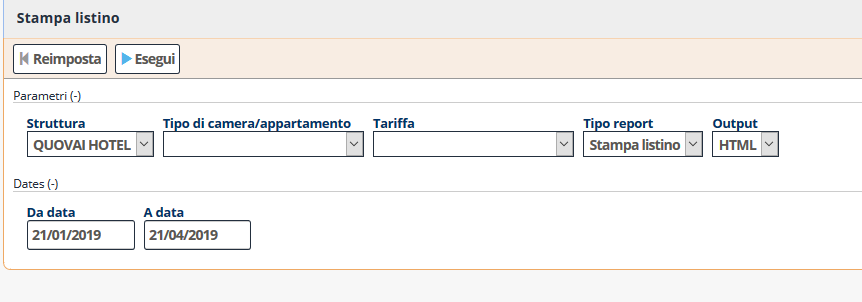 Stampa listino
Reimposta Esegui
Parametri (-)
Struttura Tipo di camera/appartamento Tariffa Tipo report Output
QUOVAI HOTEL Stampa listino HTML
Dates (-)
Da data A data
21/01/2019 21/04/2019